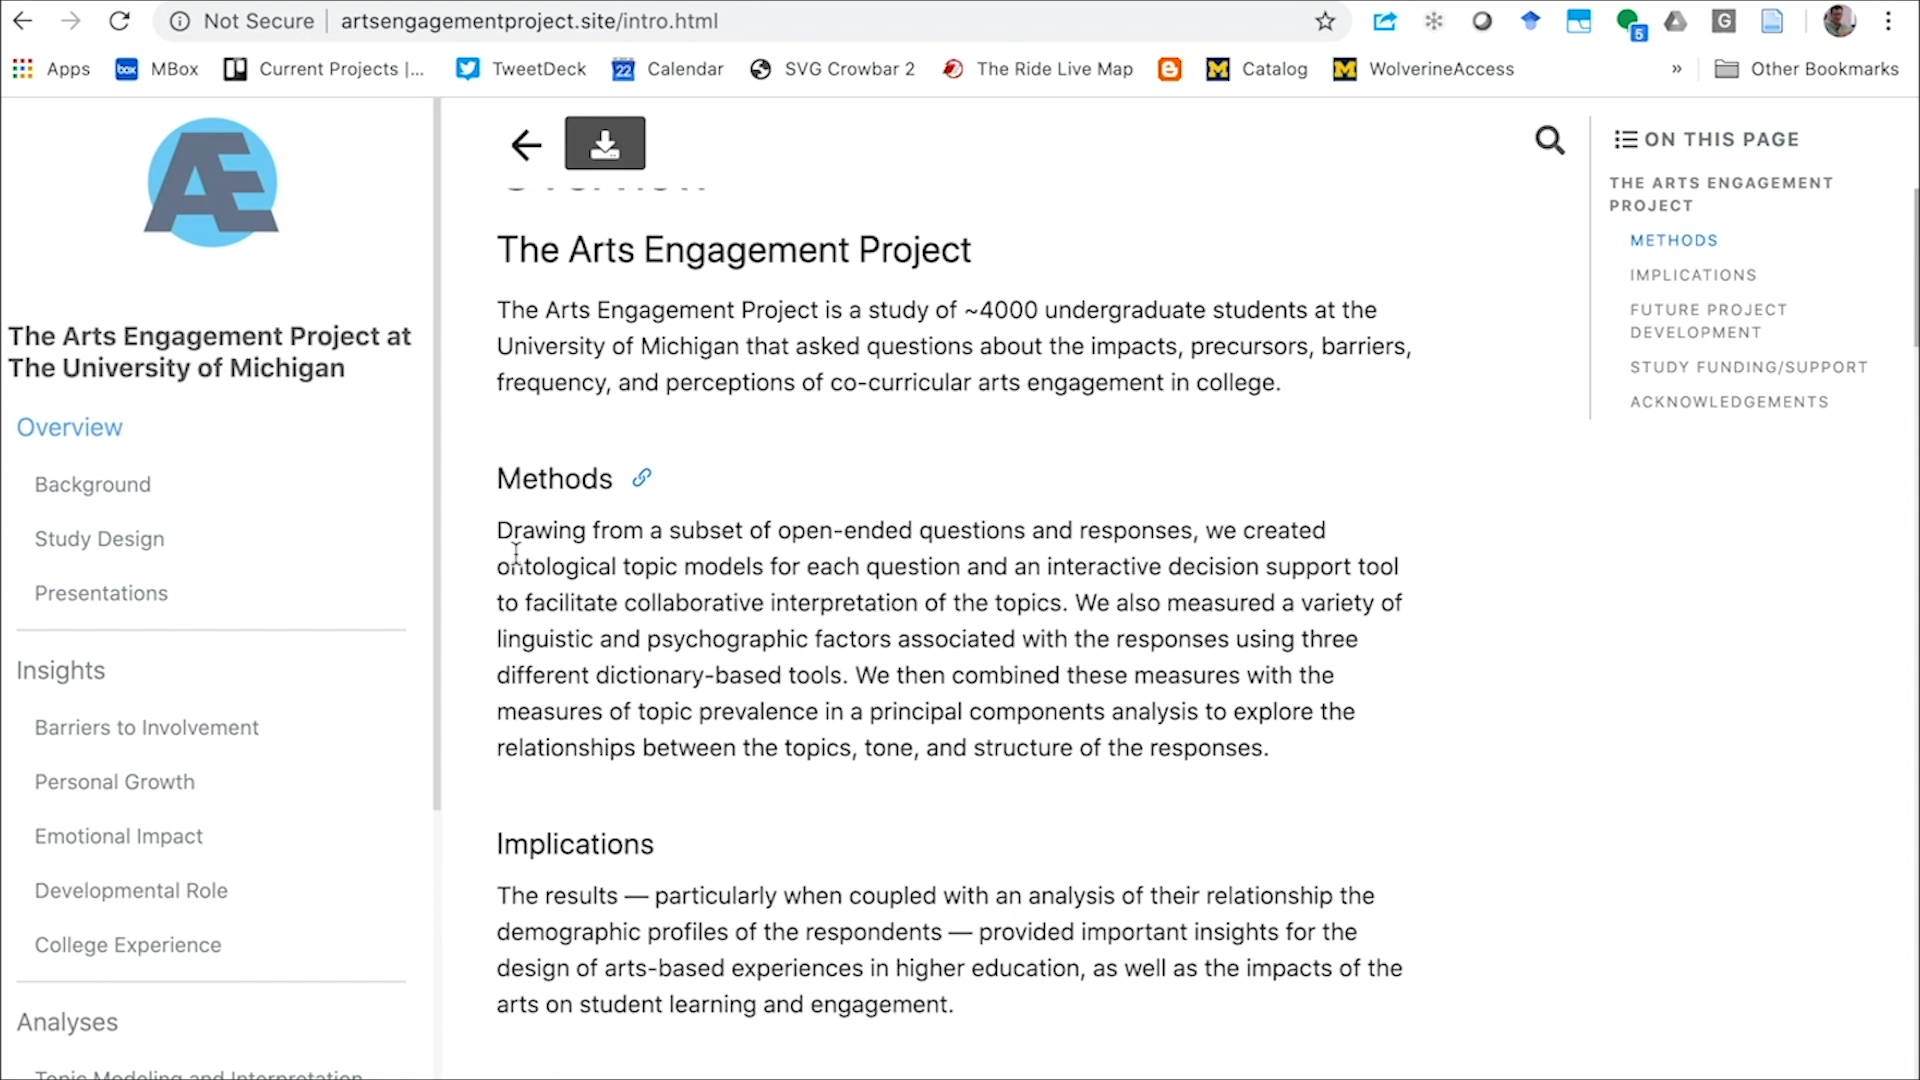 Not Secure
artsengagementproject.site/intro.html
5
G
Apps
box
MBox
Current Projects |...
TweetDeck
22
Calendar
SVG Crowbar 2
The Ride Live Map
M
Catalog
M
WolverineAccess
»
Other Bookmarks
Æ
The Arts Engagement Project at
The University of Michigan
Overview
Background
Study Design
Presentations
Insights
Barriers to Involvement
Personal Growth
Emotional Impact
Developmental Role
College Experience
Analyses
Topic Modeling and Interpretation
Overview
The Arts Engagement Project
The Arts Engagement Project is a study of ~4000 undergraduate students at the
University of Michigan that asked questions about the impacts, precursors, barriers,
frequency, and perceptions of co-curricular arts engagement in college.
Methods
Drawing from a subset of open-ended questions and responses, we created
ontological topic models for each question and an interactive decision support tool
to facilitate collaborative interpretation of the topics. We also measured a variety of
linguistic and psychographic factors associated with the responses using three
different dictionary-based tools. We then combined these measures with the
measures of topic prevalence in a principal components analysis to explore the
relationships between the topics, tone, and structure of the responses.
Implications
The results — particularly when coupled with an analysis of their relationship the
demographic profiles of the respondents — provided important insights for the
design of arts-based experiences in higher education, as well as the impacts of the
arts on student learning and engagement.
ON THIS PAGE
THE ARTS ENGAGEMENT
PROJECT
METHODS
IMPLICATIONS
FUTURE PROJECT
DEVELOPMENT
STUDY FUNDING/SUPPORT
ACKNOWLEDGEMENTS